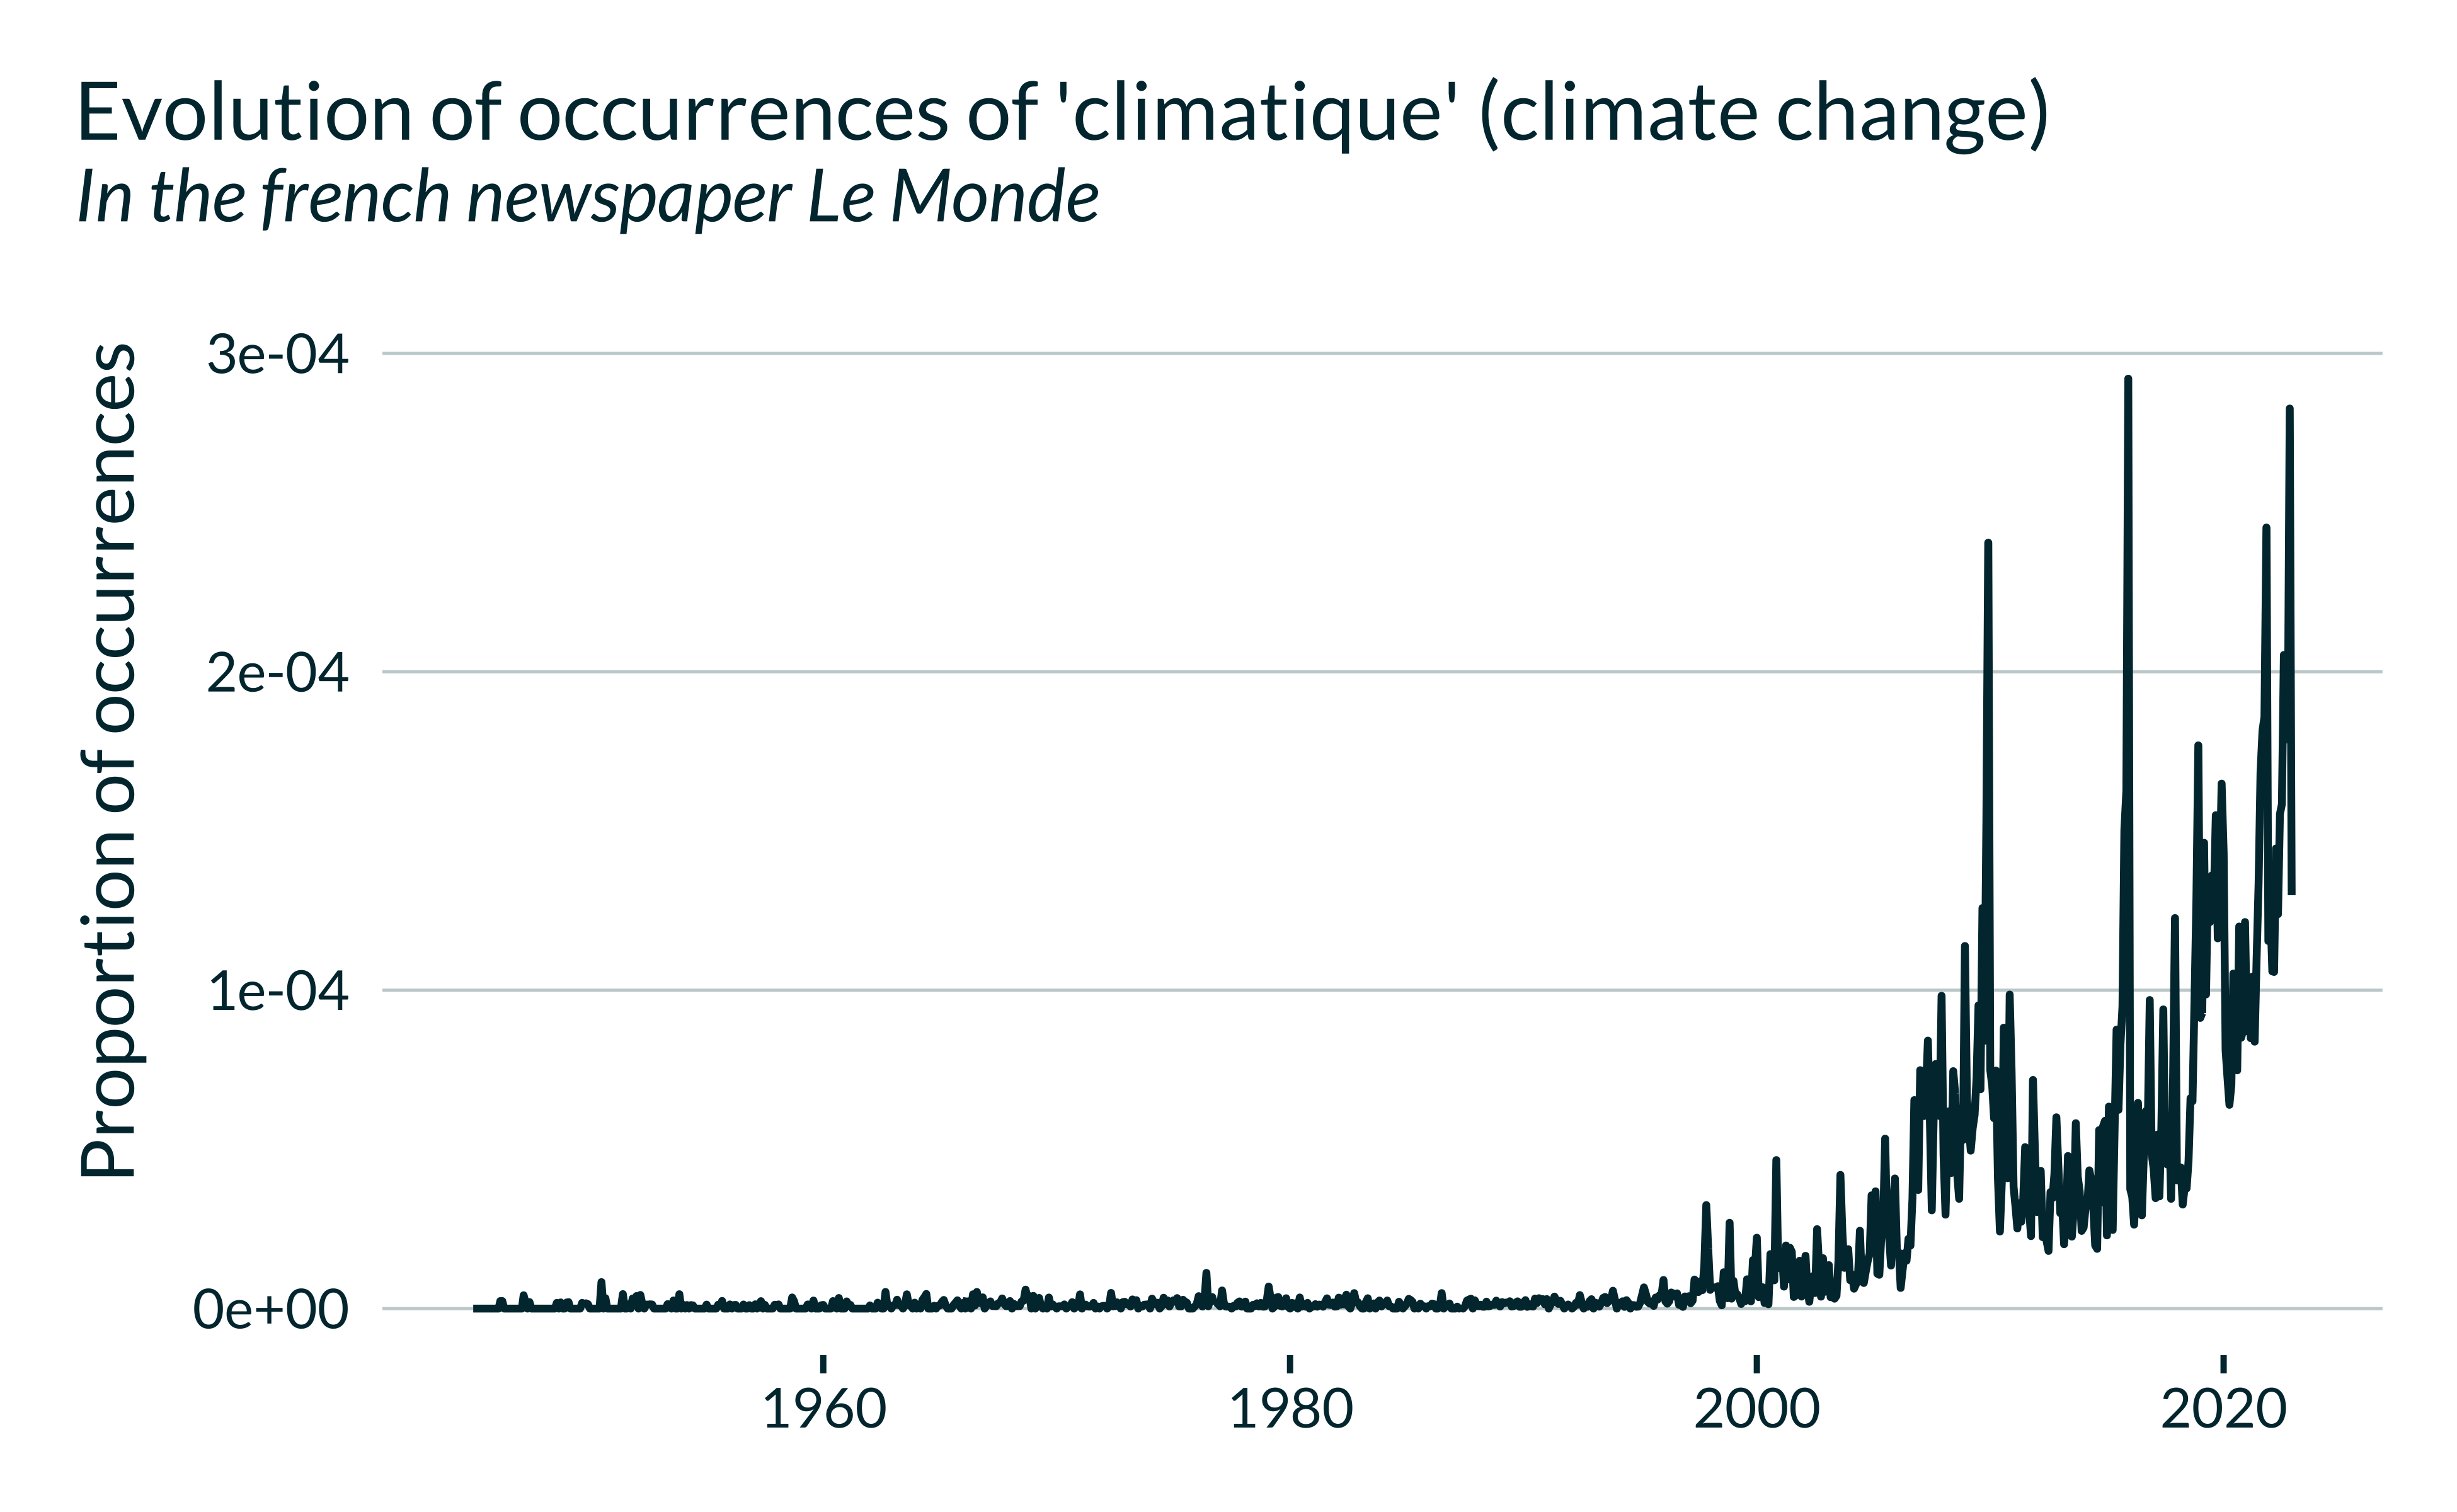 Evolution of occurrences of 'climatique' (climate change)
In the french newspaper Le Monde
Proportion of occurrences
3e-04
2e-04
1e-04
0e+00
1960 1980 2000 2020